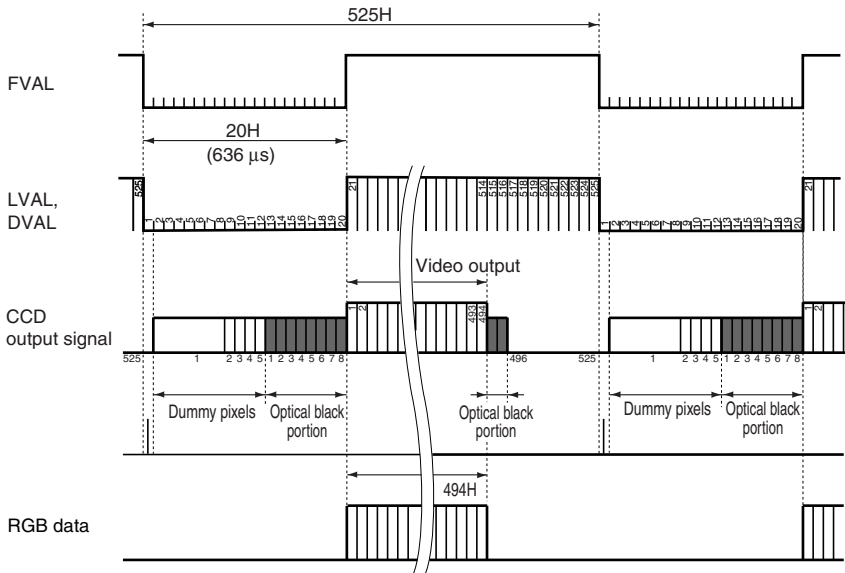 525H
FVAL
20H
(636 μs)
LVAL,
DVAL
525 1 2 3 4 5 6 7 8 9 10 11 12 13 14 15 16 17 18 19 20 21 514 515 516 517 518 519 520 521 522 523 524 525 1 2 3 4 5 6 7 8 9 10 11 12 13 14 15 16 17 18 19 20 21
Video output
CCD
output signal
1 2 493 494 1 2
525 1 2 3 4 5 1 2 3 4 5 6 7 8 496 525 1 2 3 4 5 1 2 3 4 5 6 7 8
Dummy pixels
Optical black
portion
Optical black
portion
Dummy pixels
Optical black
portion
494H
RGB data